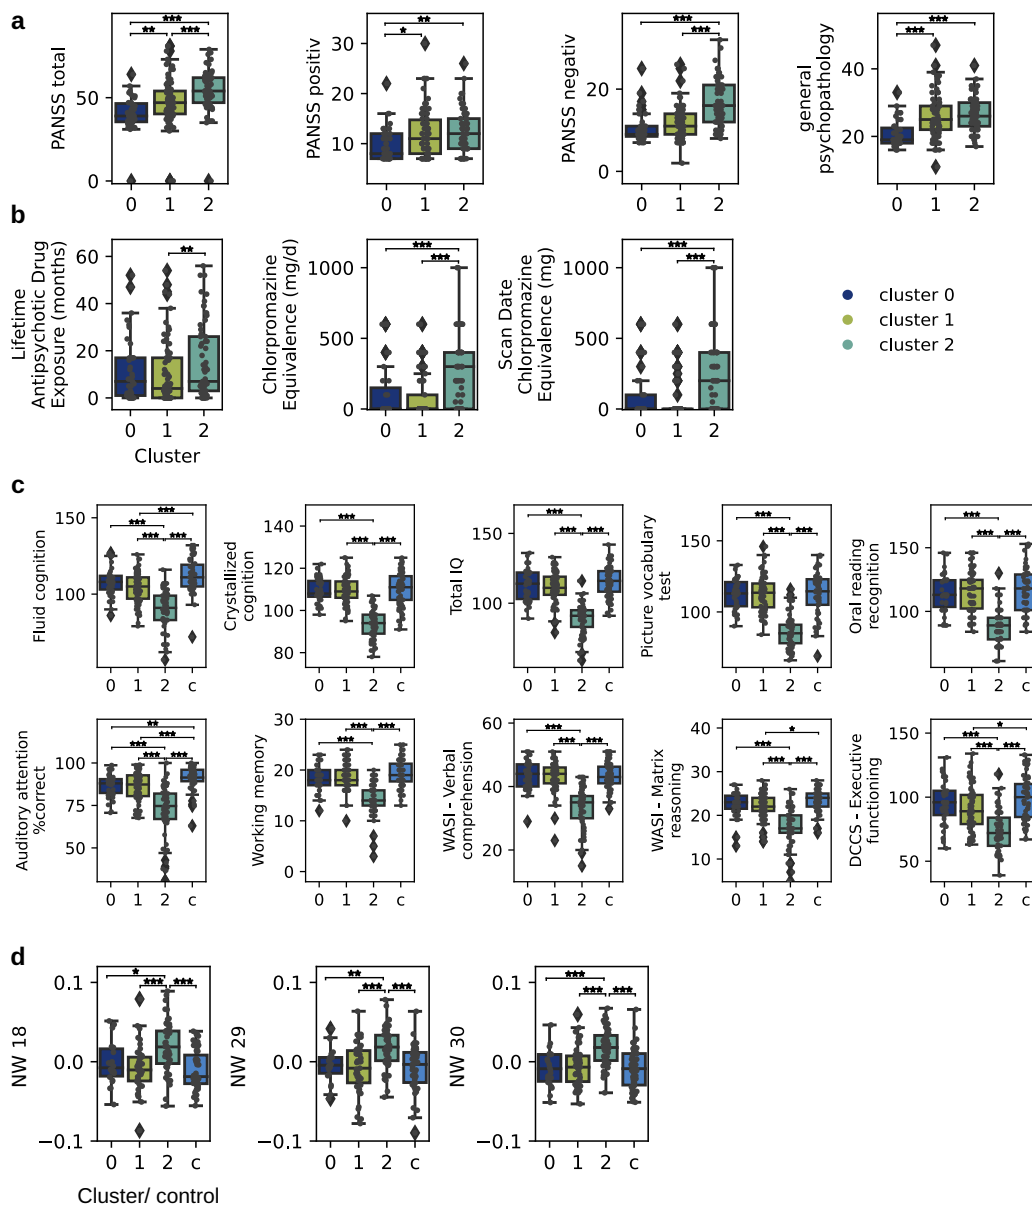 a
PANSS total
50
0
0 1 2
*** ** ***
PANSS positiv
30
20
10
0 1 2
** *
PANSS negativ
20
0
0 1 2
*** ***
general
psychopathology
40
20
0 1 2
*** ***
b
Lifetime
Antipsychotic Drug
Exposure (months)
60
40
20
0
0 1 2
Cluster
**
Chlorpromazine
Equivalence (mg/d)
1000
500
0
0 1 2
*** ***
Scan Date
Chlorpromazine
Equivalence (mg)
1000
500
0
0 1 2
*** ***
cluster 0
cluster 1
cluster 2
c
Fluid cognition
150
100
0 1 2 c
*** *** *** ***
Crystallized
cognition
140
120
100
80
0 1 2 c
*** *** ***
Total IQ
150
100
0 1 2 c
*** *** ***
Picture vocabulary
test
150
100
0 1 2 c
*** *** ***
Oral reading
recognition
150
100
0 1 2 c
*** *** ***
Auditory attention
%correct
100
75
50
0 1 2 c
** *** *** *** ***
Working memory
30
20
10
0
0 1 2 c
*** *** ***
WASI - Verbal
comprehension
60
40
20
0 1 2 c
*** *** ***
WASI - Matrix
reasoning
40
30
20
10
0 1 2 c
* *** *** ***
DCCS - Executive
functioning
150
100
50
0 1 2 c
* *** *** ***
d
NW 18
0.1
0.0
−0.1
0 1 2 c
* *** ***
Cluster/ control
NW 29
0.1
0.0
−0.1
0 1 2 c
** *** ***
NW 30
0.1
0.0
−0.1
0 1 2 c
*** *** ***